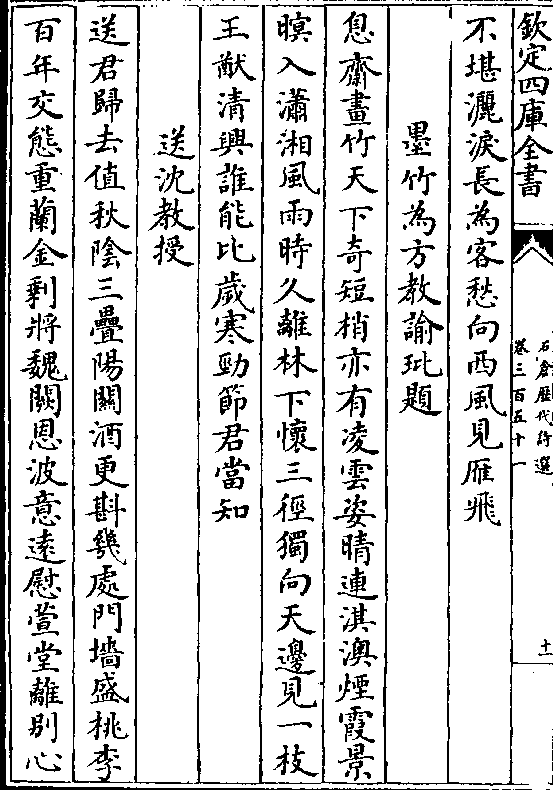 欽定四庫全書
石倉歴代詩選
卷三百五十一
十一
不堪灑淚長為客愁向西風見雁飛
墨竹為方教諭玭題
息齋畫竹天下奇短梢亦有凌雲姿晴連淇澳煙霞景
暝入瀟湘風雨時久離林下懷三徑獨向天邊見一枝
王猷清興誰能比歲寒勁節君當知
送沈教授
送君歸去值秋陰三疊陽關酒更斟幾處門墻盛桃李
百年交態重蘭金剩將魏闕恩波意逺慰萱堂離別心